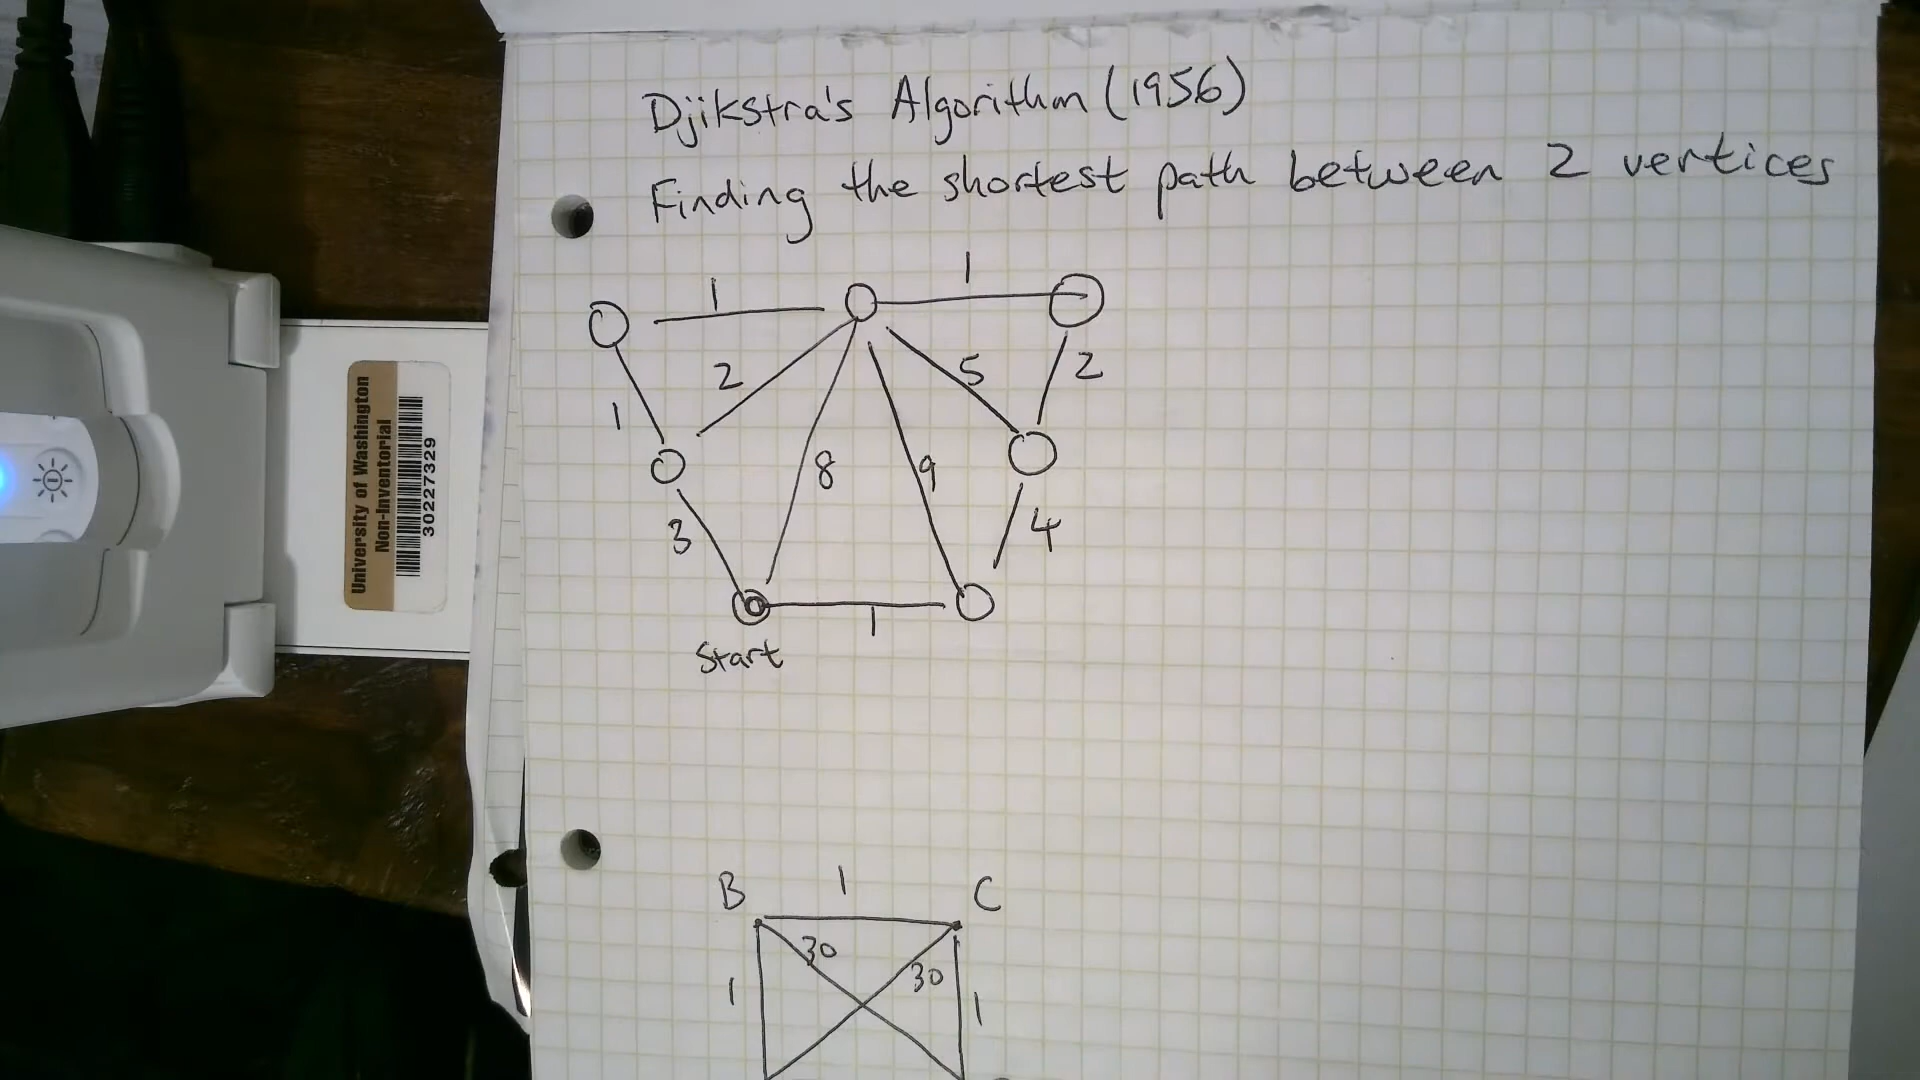 Djikstra's Algorithm (1956)
Finding the shortest path between 2 vertices
1
1
2
5
2
1
8
9
3
4
1
Start
B
1
C
30
30
1
1
University of Washington
Non-Inventorial
30227329